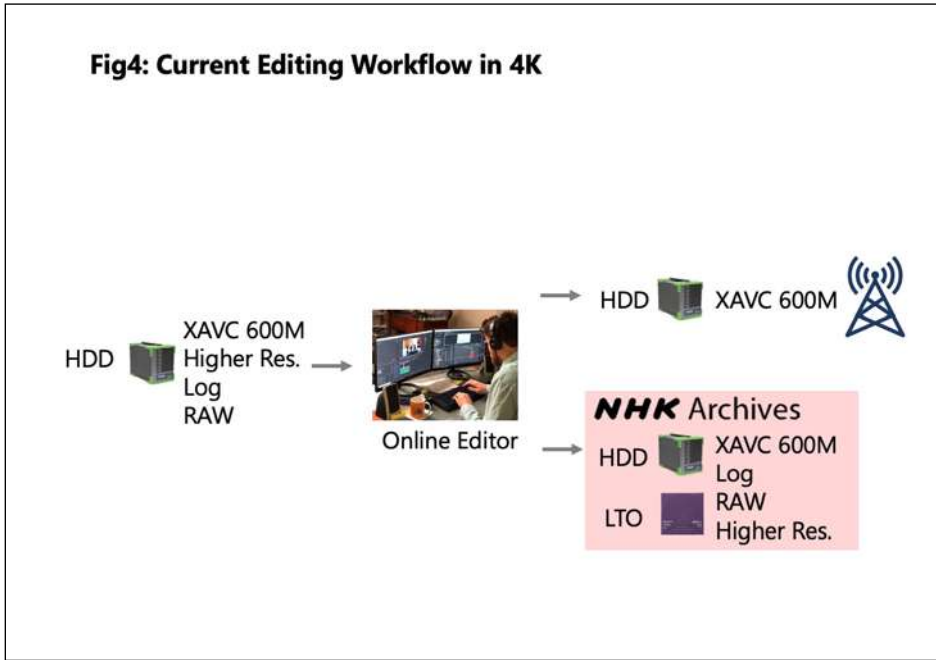 Fig4: Current Editing Workflow in 4K
HDD
XAVC 600M
Higher Res.
Log
RAW
Online Editor
HDD
XAVC 600M
NHK Archives
HDD
XAVC 600M
Log
LTO
RAW
Higher Res.